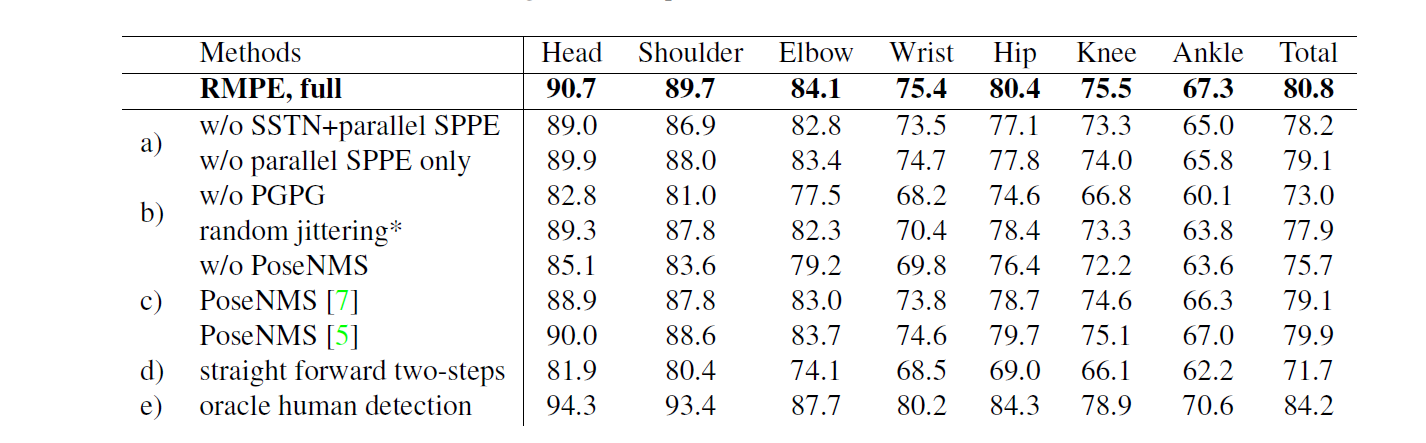 Methods Head Shoulder Elbow Wrist Hip Knee Ankle Total
RMPE, full 90.7 89.7 84.1 75.4 80.4 75.5 67.3 80.8
a)
w/o SSTN+parallel SPPE 89.0 86.9 82.8 73.5 77.1 73.3 65.0 78.2
w/o parallel SPPE only 89.9 88.0 83.4 74.7 77.8 74.0 65.8 79.1
b)
w/o PGPG 82.8 81.0 77.5 68.2 74.6 66.8 60.1 73.0
random jittering* 89.3 87.8 82.3 70.4 78.4 73.3 63.8 77.9
w/o PoseNMS 85.1 83.6 79.2 69.8 76.4 72.2 63.6 75.7
c) PoseNMS [7] 88.9 87.8 83.0 73.8 78.7 74.6 66.3 79.1
PoseNMS [5] 90.0 88.6 83.7 74.6 79.7 75.1 67.0 79.9
d) straight forward two-steps 81.9 80.4 74.1 68.5 69.0 66.1 62.2 71.7
e) oracle human detection 94.3 93.4 87.7 80.2 84.3 78.9 70.6 84.2